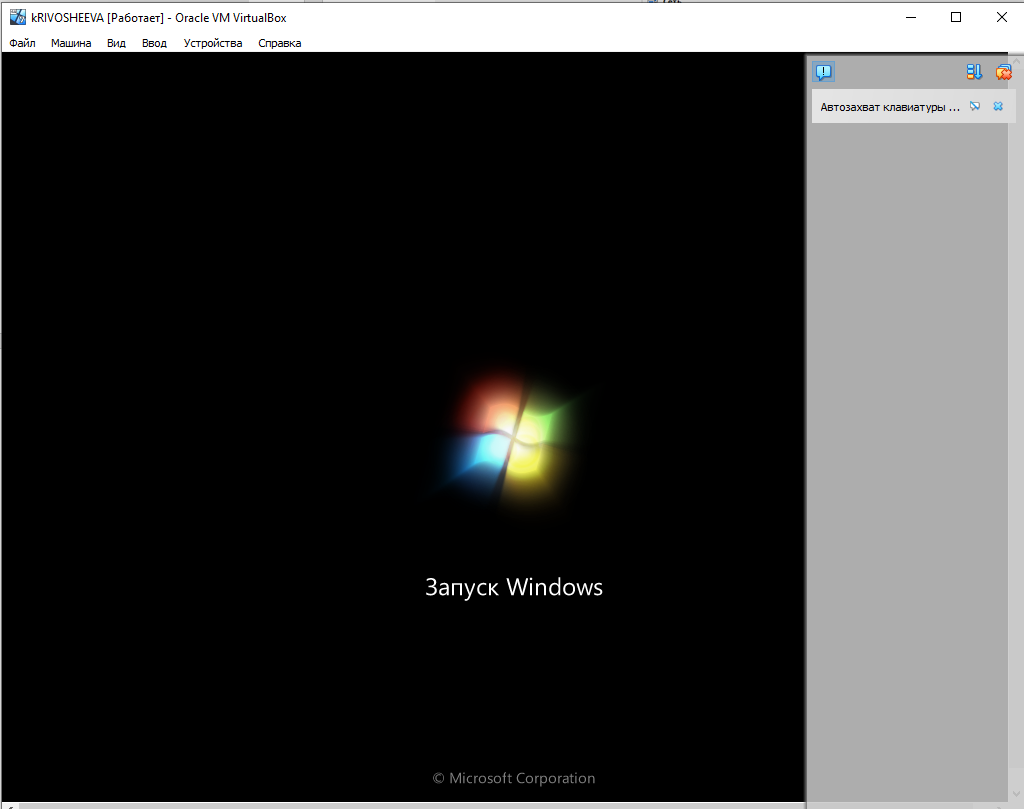 kRIVOSHEEVA [Работает] - Oracle VM VirtualBox
Файл Машина Вид Ввод Устройства Справка
Автозахват клавиатуры ...
Запуск Windows
© Microsoft Corporation